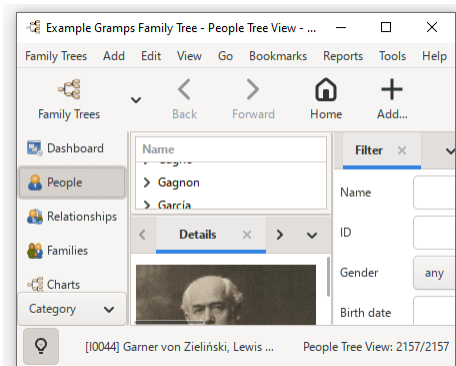 Example Gramps Family Tree - People Tree View - ...
Family Trees Add Edit View Go Bookmarks Reports Tools Help
Family Trees Back Forward Home Add...
Dashboard
People
Relationships
Families
Charts
Category
Name
Gagnon
García
Details
Filter
Name
ID
Gender any
Birth date
[I0044] Garner von Zieliński, Lewis ... People Tree View: 2157/2157